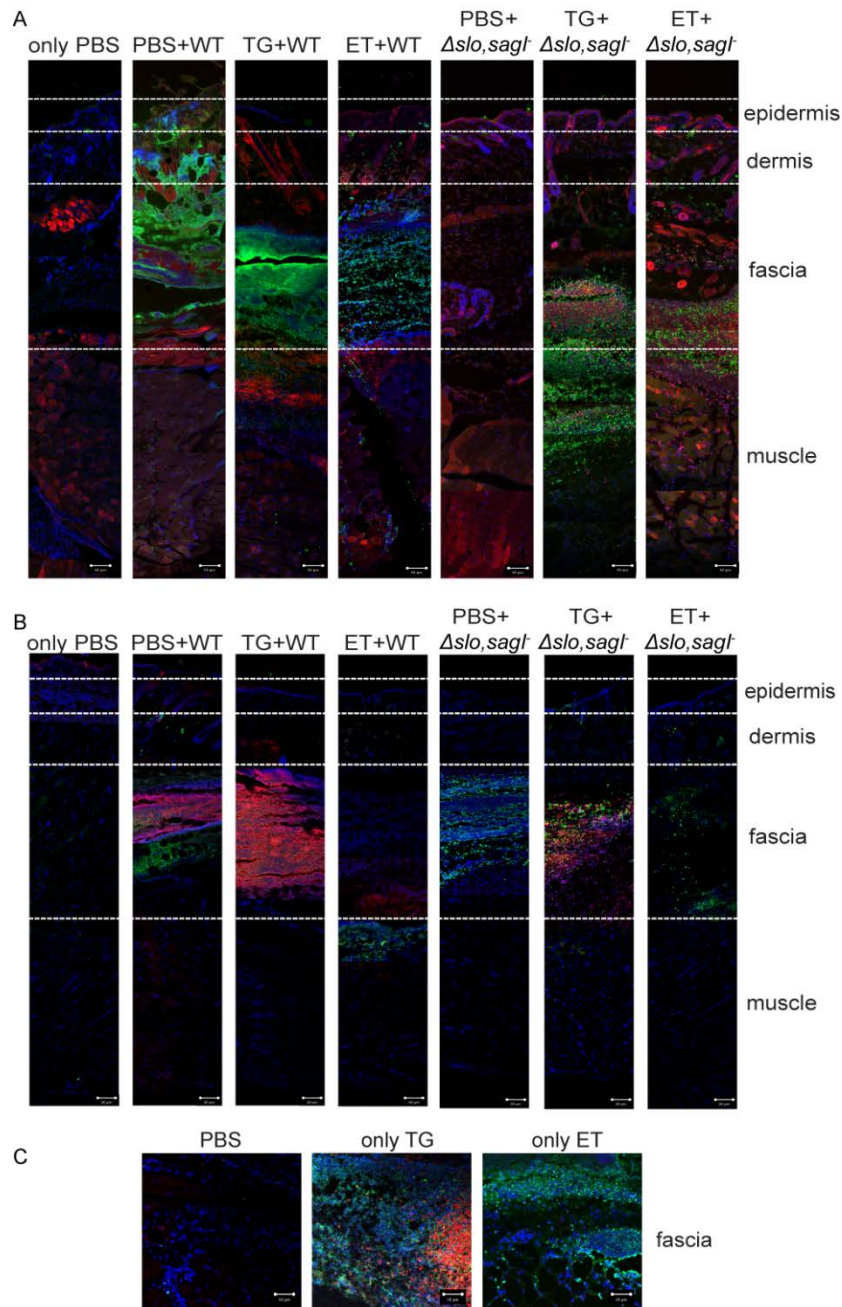 A
only PBS PBS+WT TG+WT ET+WT PBS+ Δslo,sagI- TG+ Δslo,sagI- ET+ Δslo,sagI-
epidermis
dermis
fascia
muscle
B
only PBS PBS+WT TG+WT ET+WT PBS+ Δslo,sagI- TG+ Δslo,sagI- ET+ Δslo,sagI-
epidermis
dermis
fascia
muscle
C
PBS only TG only ET
fascia